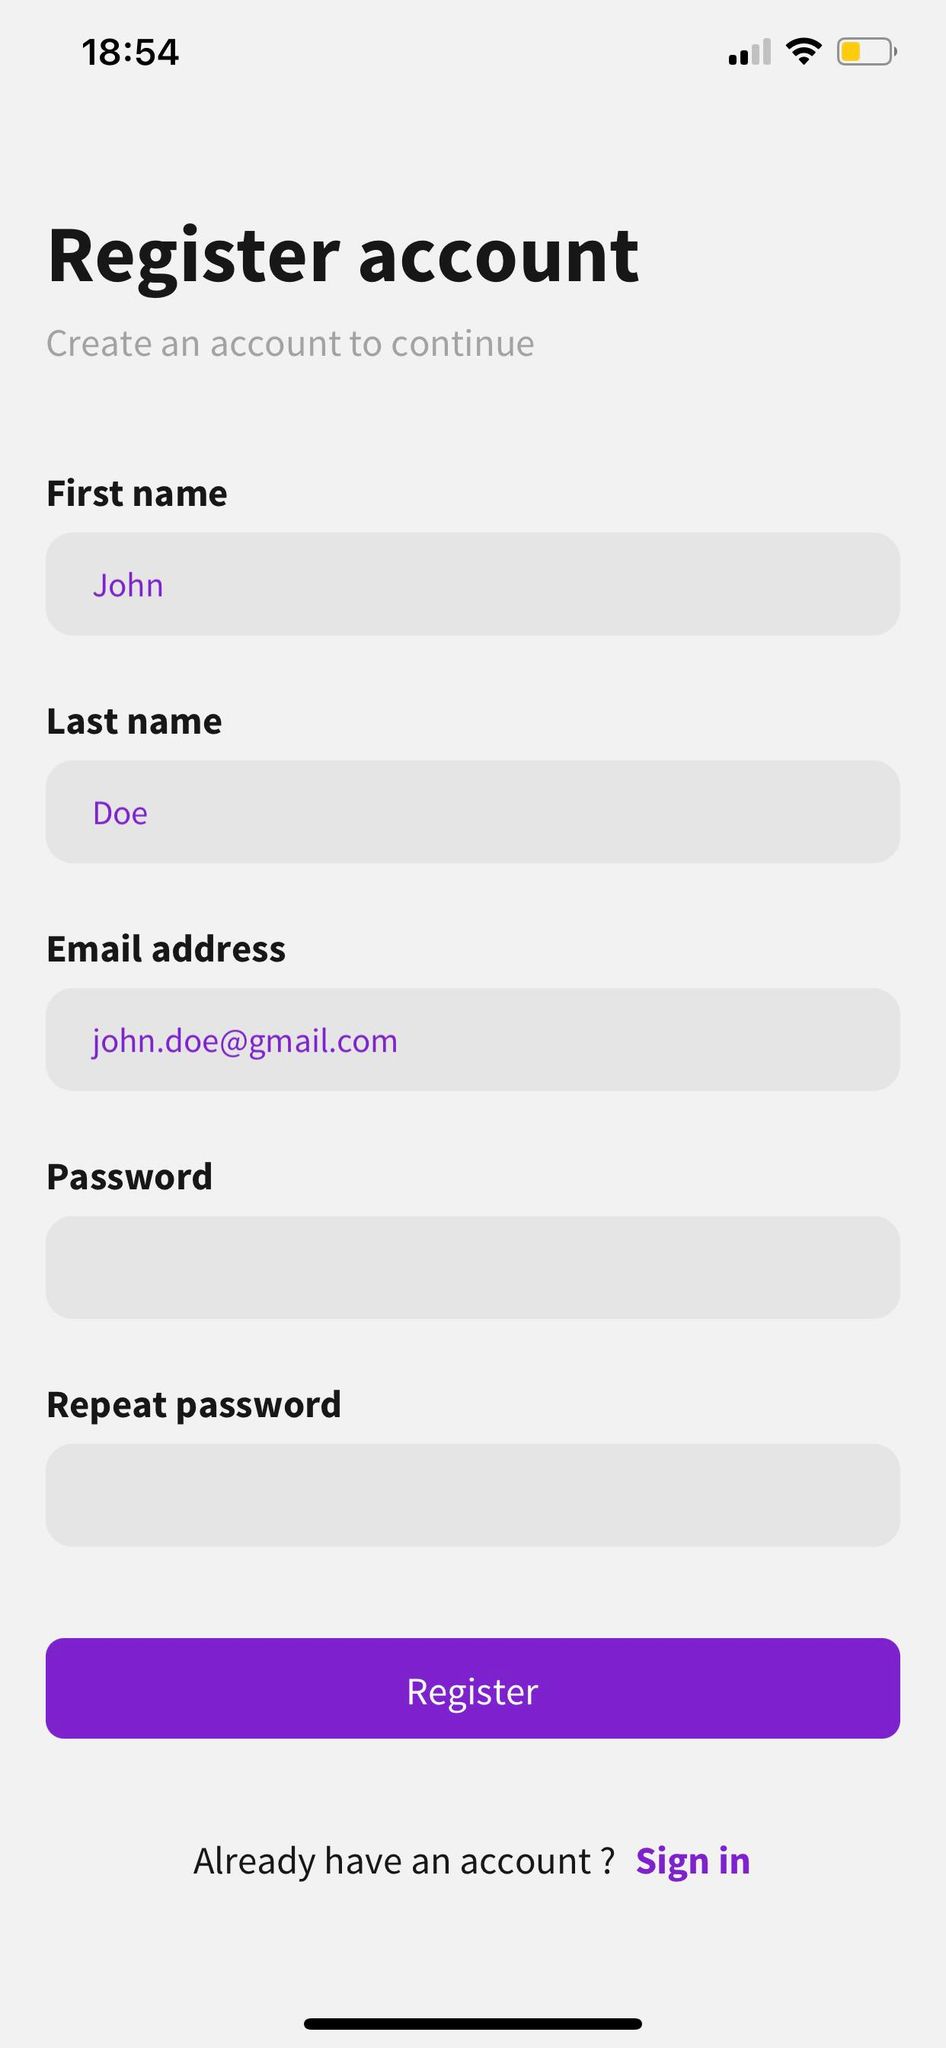 18:54
Register account
Create an account to continue
First name
John
Last name
Doe
Email address
john.doe@gmail.com
Password
Repeat password
Register
Already have an account ? Sign in